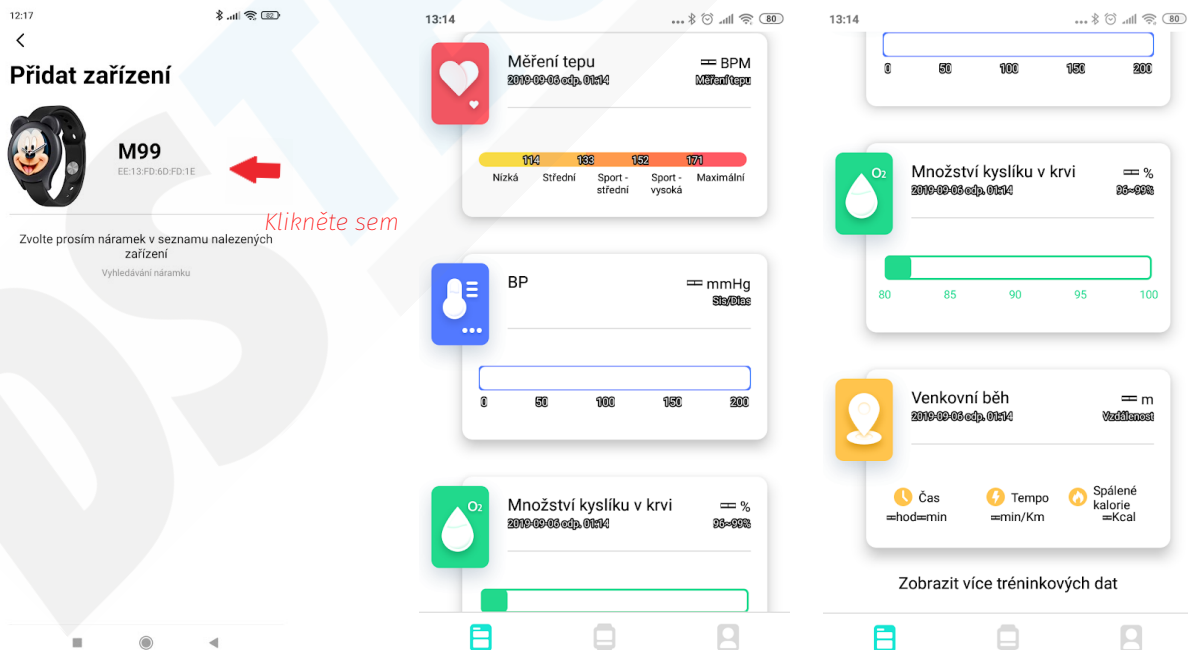 12:17
82
Přidat zařízení
M99
EE:13:FD:6D:FD:1E
Klikněte sem
Zvolte prosím náramek v seznamu nalezených
zařízení
Vyhledávání náramku
13:14
80
Měření tepu
BPM
2019-09-06 odp. 01:14
Měření tepu
114 133 152 171
Nízká
Střední
Sport -
střední
Sport -
vysoká
Maximální
BP
mmHg
Sis/Dias
0 50 100 150 200
O2
Množství kyslíku v krvi
%
2019-09-06 odp. 01:14
96~99%
13:14
80
0 50 100 150 200
O2
Množství kyslíku v krvi
%
2019-09-06 odp. 01:14
96~99%
80 85 90 95 100
Venkovní běh
m
2019-09-06 odp. 01:14
Vzdálenost
Čas
==hod==min
Tempo
==min/Km
Spálené
kalorie
==Kcal
Zobrazit více tréninkových dat